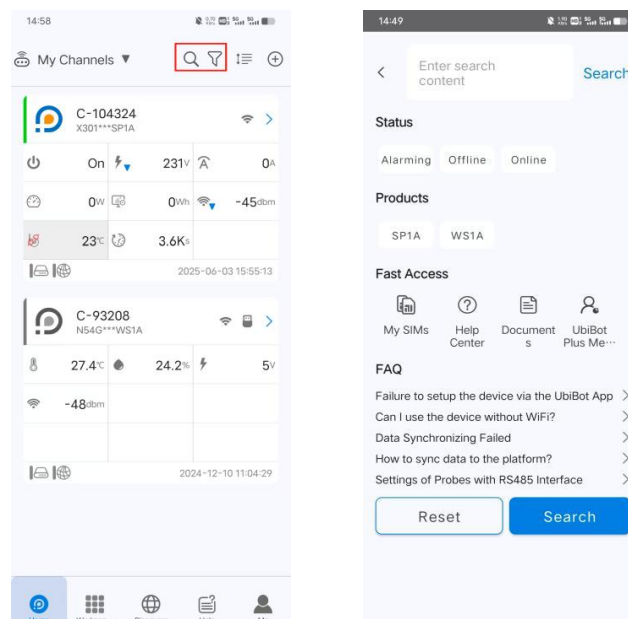 14:58
My Channels ▼
C-104324
X301***SP1A
On 231V 0A
0W 0Wh -45dbm
23℃ 3.6Ks
2025-06-03 15:55:13
C-93208
N54G***WS1A
27.4℃ 24.2% 5V
-48dbm
2024-12-10 11:04:29
14:49
Enter search
content
Search
Status
Alarming Offline Online
Products
SP1A WS1A
Fast Access
My SIMs
Help
Center
Document
s
UbiBot
Plus Me···
FAQ
Failure to setup the device via the UbiBot App
Can I use the device without WiFi?
Data Synchronizing Failed
How to sync data to the platform?
Settings of Probes with RS485 Interface
Reset Search